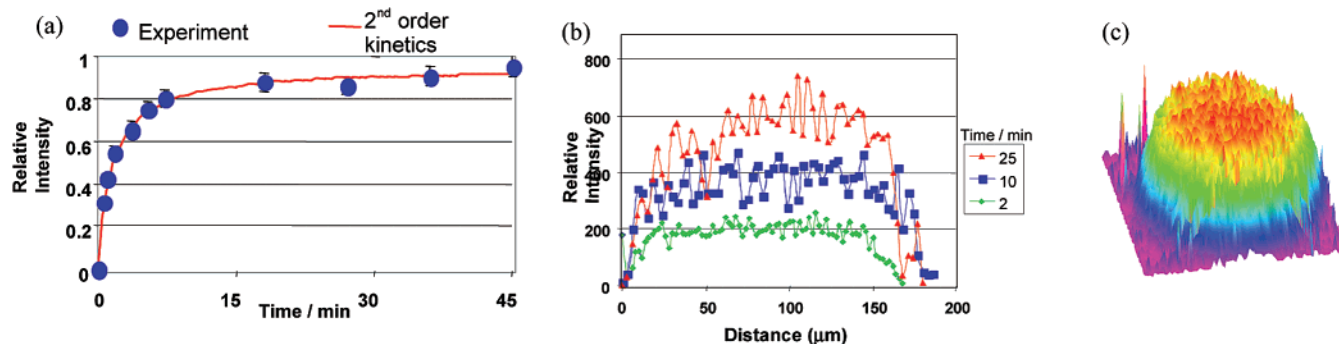 (a)
Experiment
2nd order
kinetics
Relative
Intensity
1
0.8
0.6
0.4
0.2
0
0
15
30
45
Time / min
(b)
Relative
Intensity
800
600
400
200
0
0
50
100
150
200
Distance (μm)
Time / min
25
10
2
(c)